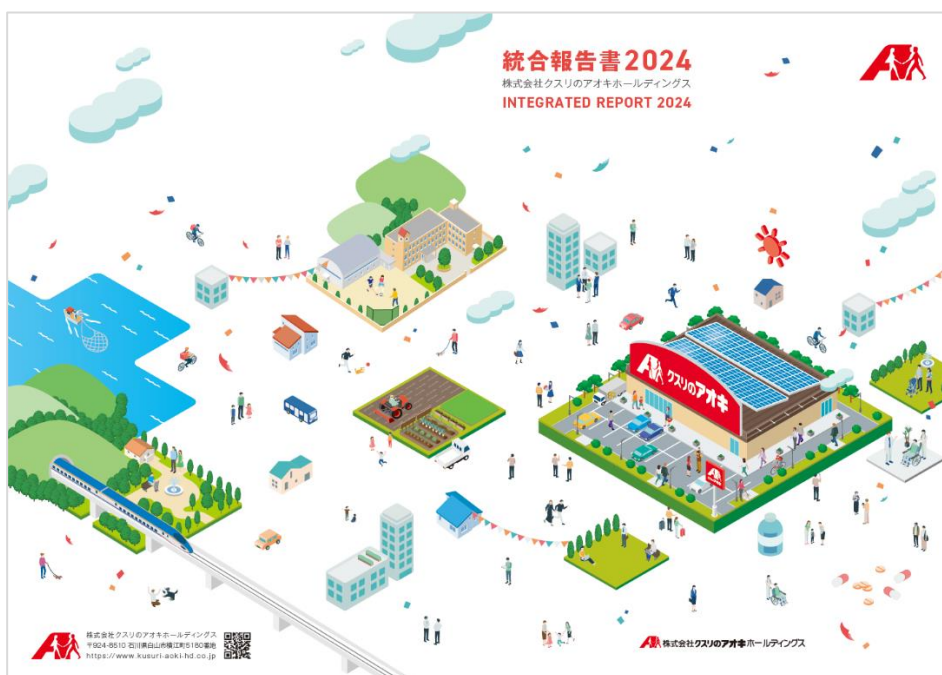 統合報告書2024
株式会社クスリのアオキホールディングス
INTEGRATED REPORT 2024
クスリのアオキ
株式会社クスリのアオキホールディングス
〒924-8510 石川県白山市横江町5180番地
https://www.kusuri-aoki-hd.co.jp
株式会社クスリのアオキホールディングス